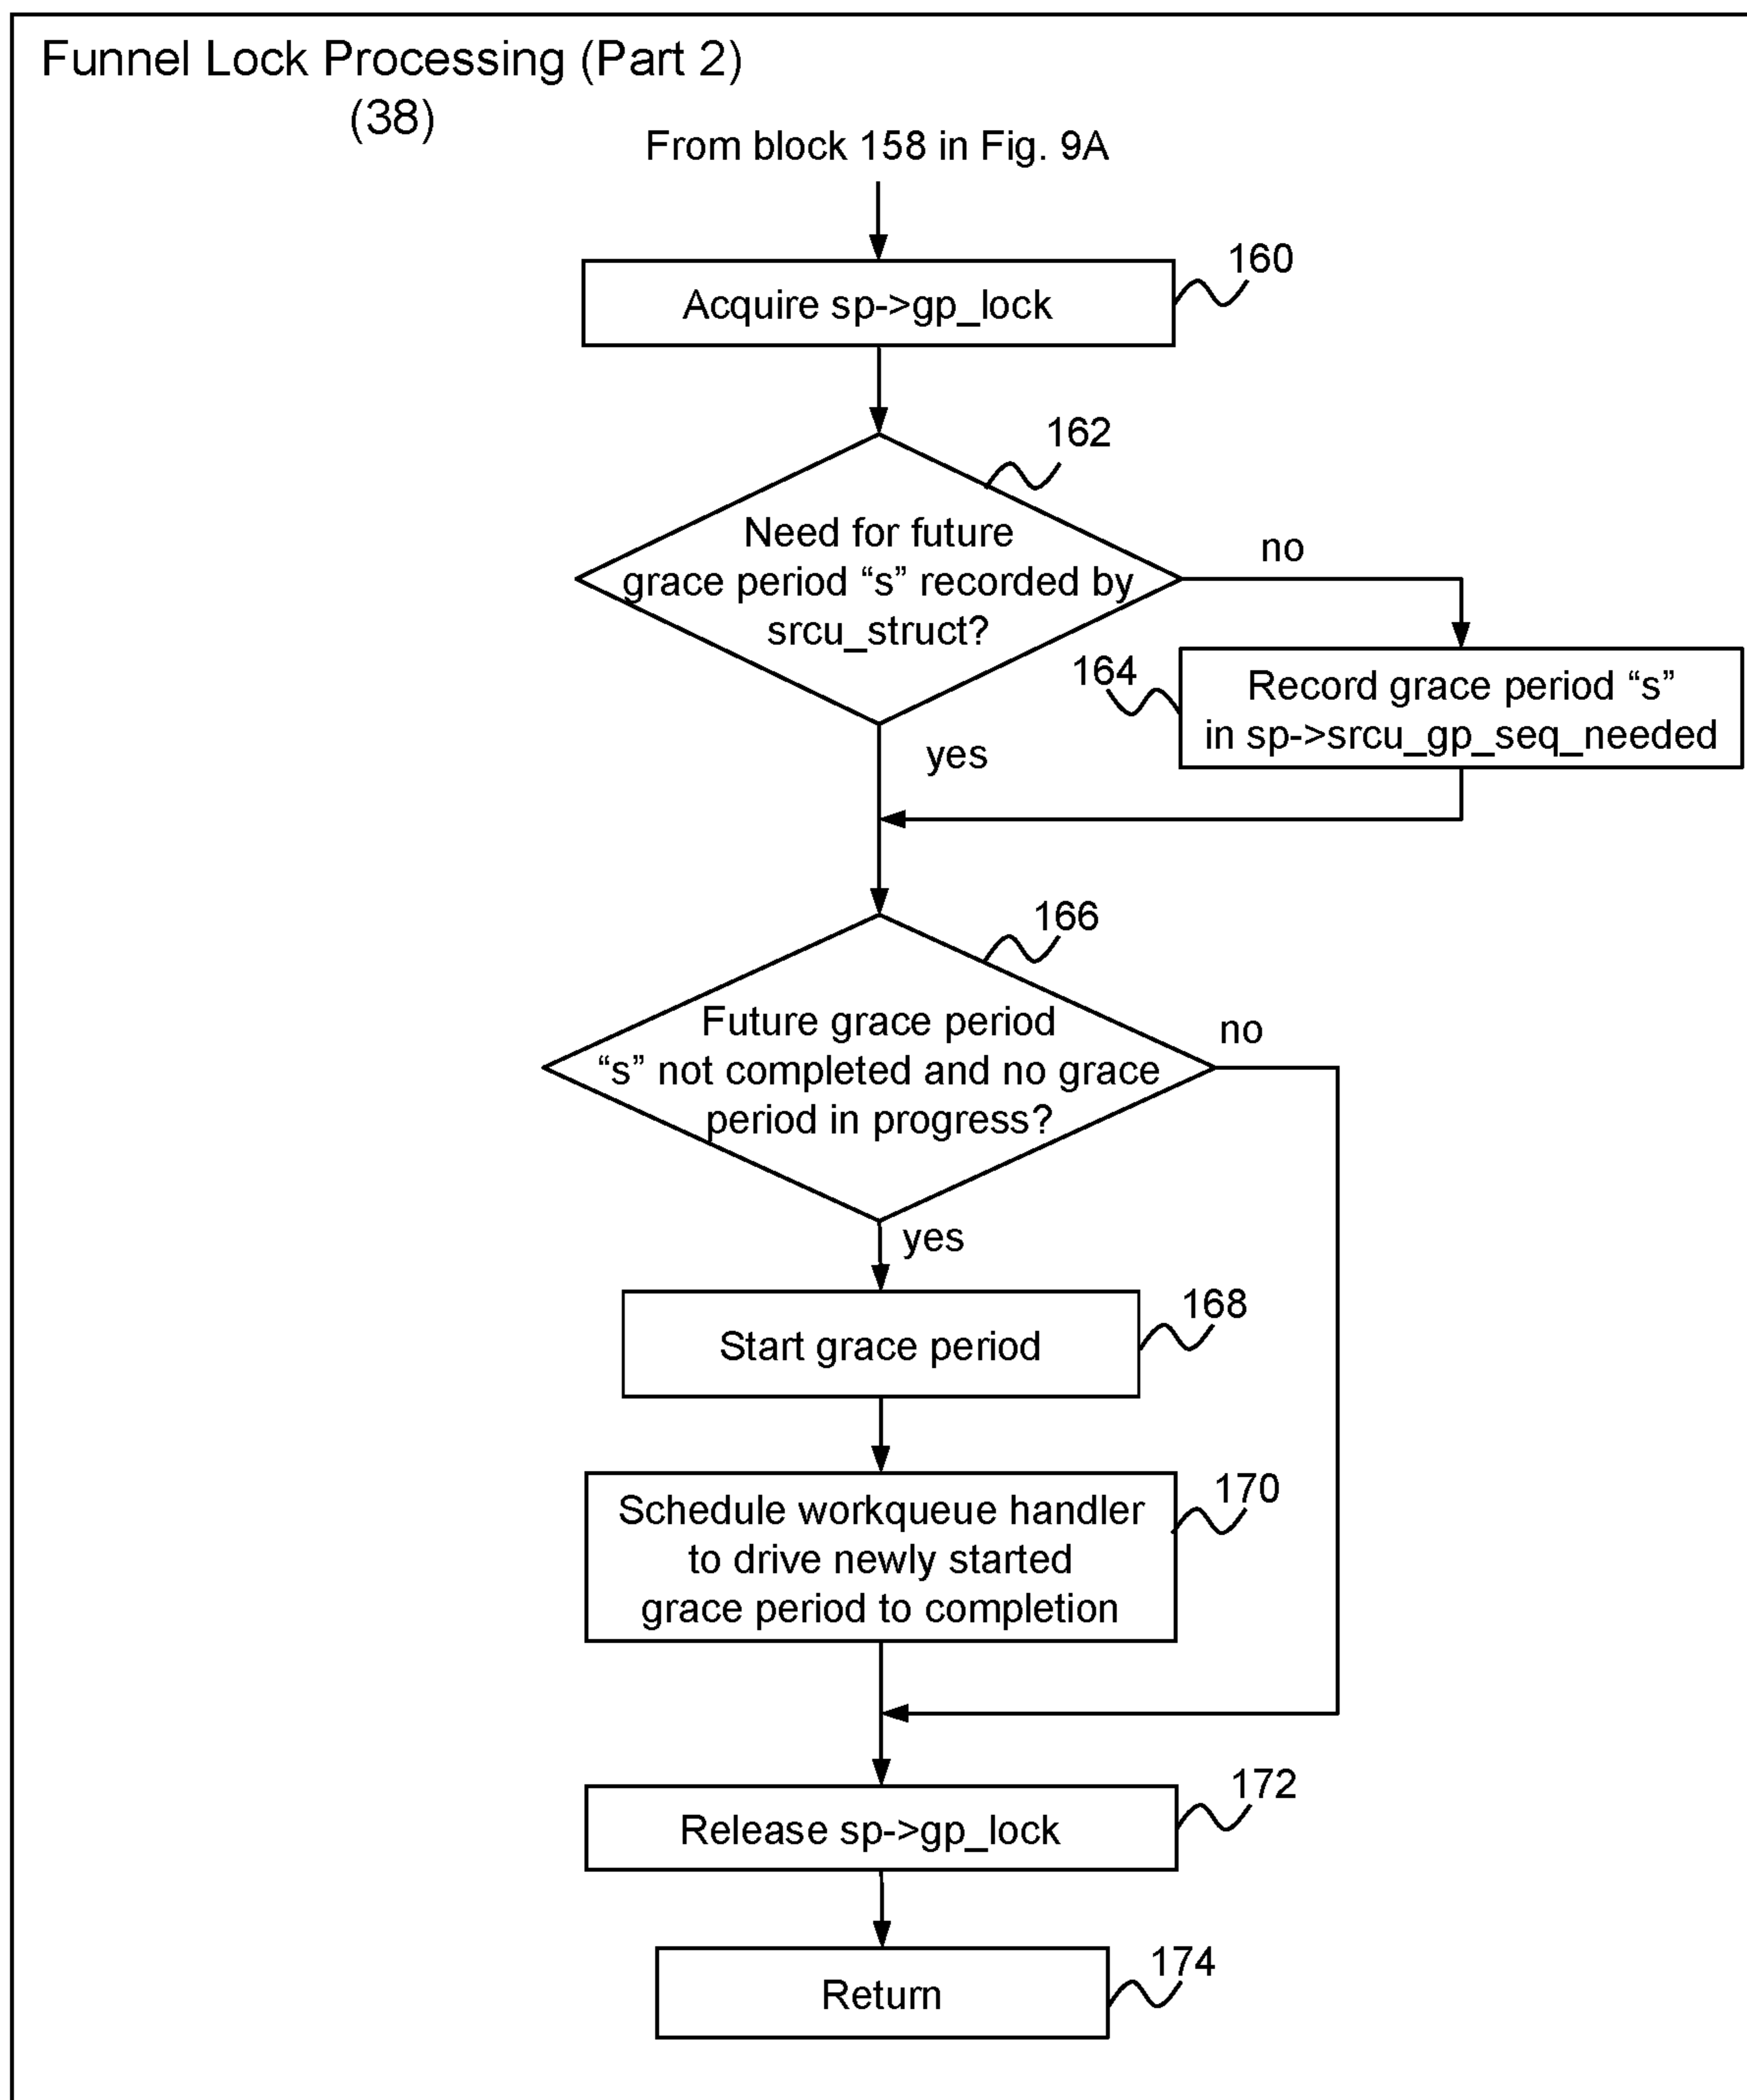 Funnel Lock Processing (Part 2)
(38)
From block 158 in Fig. 9A
160
Acquire sp->gp_lock
162
Need for future
grace period “s” recorded by
srcu_struct?
no
164
Record grace period “s”
in sp->srcu_gp_seq_needed
yes
166
Future grace period
“s” not completed and no grace
period in progress?
no
yes
168
Start grace period
170
Schedule workqueue handler
to drive newly started
grace period to completion
172
Release sp->gp_lock
174
Return